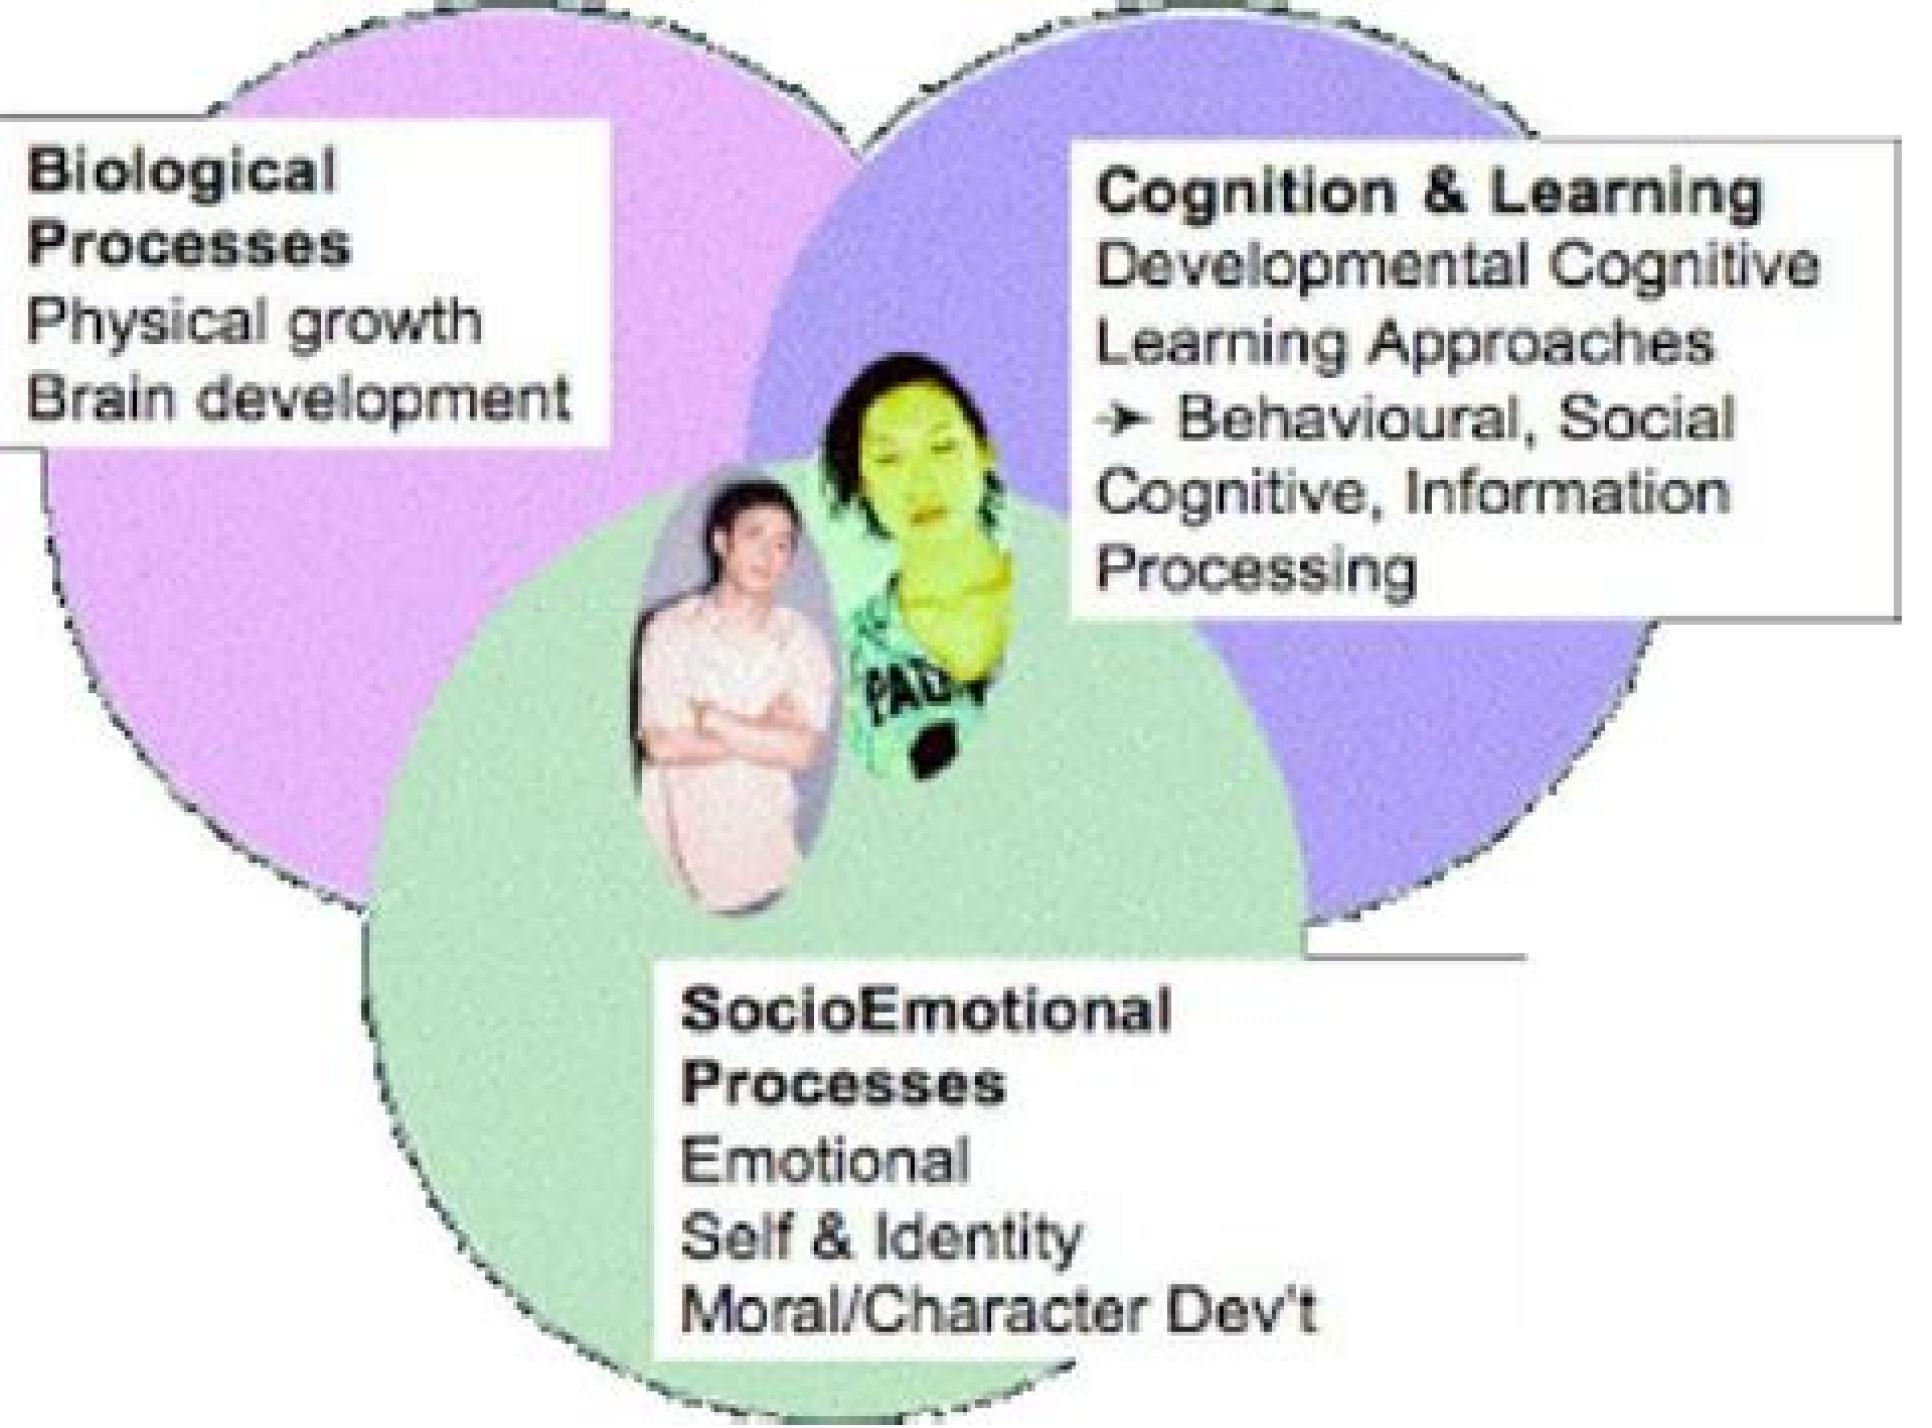 Biological
Processes
Physical growth
Brain development
Cognition & Learning
Developmental Cognitive
Learning Approaches
➔ Behavioural, Social
Cognitive, Information
Processing
SocioEmotional
Processes
Emotional
Self & Identity
Moral/Character Dev't